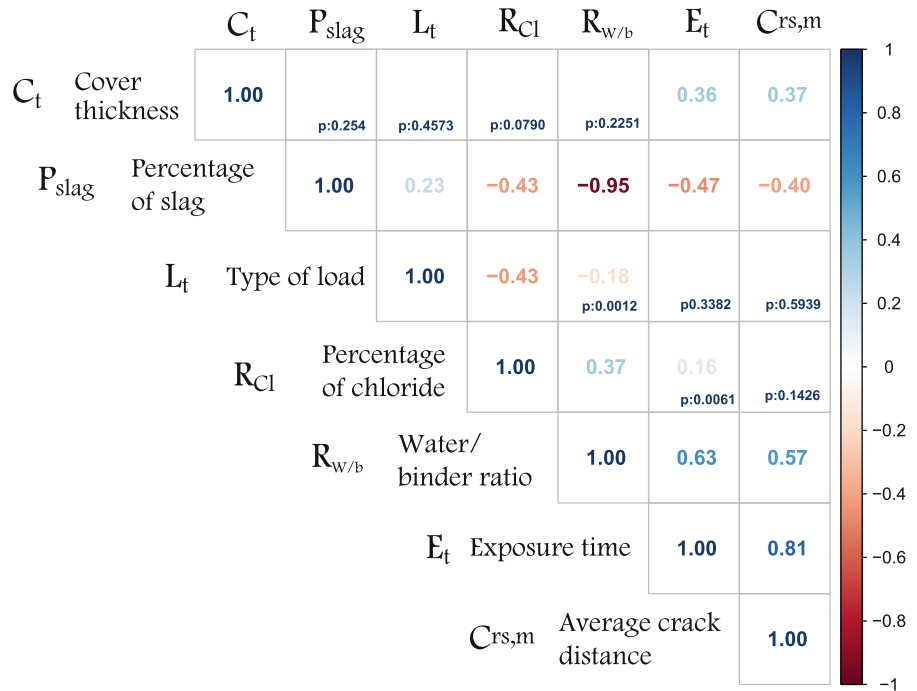 Ct Pslag Lt RCl RW/b Et Crs,m
Ct Cover thickness 1.00 0.36 0.37
p:0.254 p:0.4573 p:0.0790 p:0.2251
Pslag Percentage of slag 1.00 0.23 −0.43 −0.95 −0.47 −0.40
Lt Type of load 1.00 −0.43 −0.18
p:0.0012 p0.3382 p:0.5939
RCl Percentage of chloride 1.00 0.37 0.16
p:0.0061 p:0.1426
RW/b Water/ binder ratio 1.00 0.63 0.57
Et Exposure time 1.00 0.81
Crs,m Average crack distance 1.00
1
0.8
0.6
0.4
0.2
0
−0.2
−0.4
−0.6
−0.8
−1